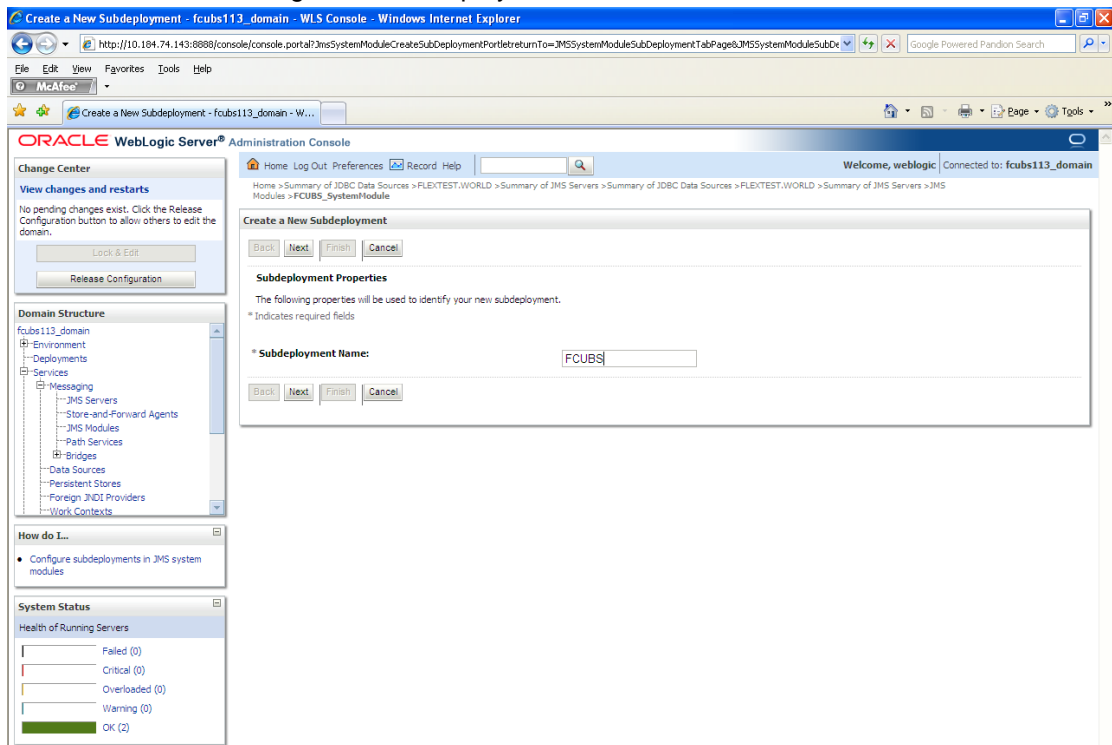 Create a New Subdeployment - fcubs113_domain - WLS Console - Windows Internet Explorer
http://10.184.74.143:8888/console/console.portal?JmsSystemModuleCreateSubDeploymentPortletreturnTo=JMSSystemModuleSubDeploymentTabPage&JMSSystemModuleSubDe
Google Powered Pandion Search
File Edit View Favorites Tools Help
McAfee
Create a New Subdeployment - fcubs113_domain - W...
Page Tools »
ORACLE WebLogic Server® Administration Console
Change Center
View changes and restarts
No pending changes exist. Click the Release
Configuration button to allow others to edit the
domain.
Lock & Edit
Release Configuration
Domain Structure
fcubs113_domain
Environment
Deployments
Services
Messaging
JMS Servers
Store-and-Forward Agents
JMS Modules
Path Services
Bridges
Data Sources
Persistent Stores
Foreign JNDI Providers
Work Contexts
How do I...
Configure subdeployments in JMS system
modules
System Status
Health of Running Servers
Failed (0)
Critical (0)
Overloaded (0)
Warning (0)
OK (2)
Home Log Out Preferences Record Help
Welcome, weblogic Connected to: fcubs113_domain
Home >Summary of JDBC Data Sources >FLEXTEST.WORLD >Summary of JMS Servers >Summary of JDBC Data Sources >FLEXTEST.WORLD >Summary of JMS Servers >JMS
Modules >FCUBS_SystemModule
Create a New Subdeployment
Back Next Finish Cancel
Subdeployment Properties
The following properties will be used to identify your new subdeployment.
* Indicates required fields
* Subdeployment Name: FCUBS
Back Next Finish Cancel